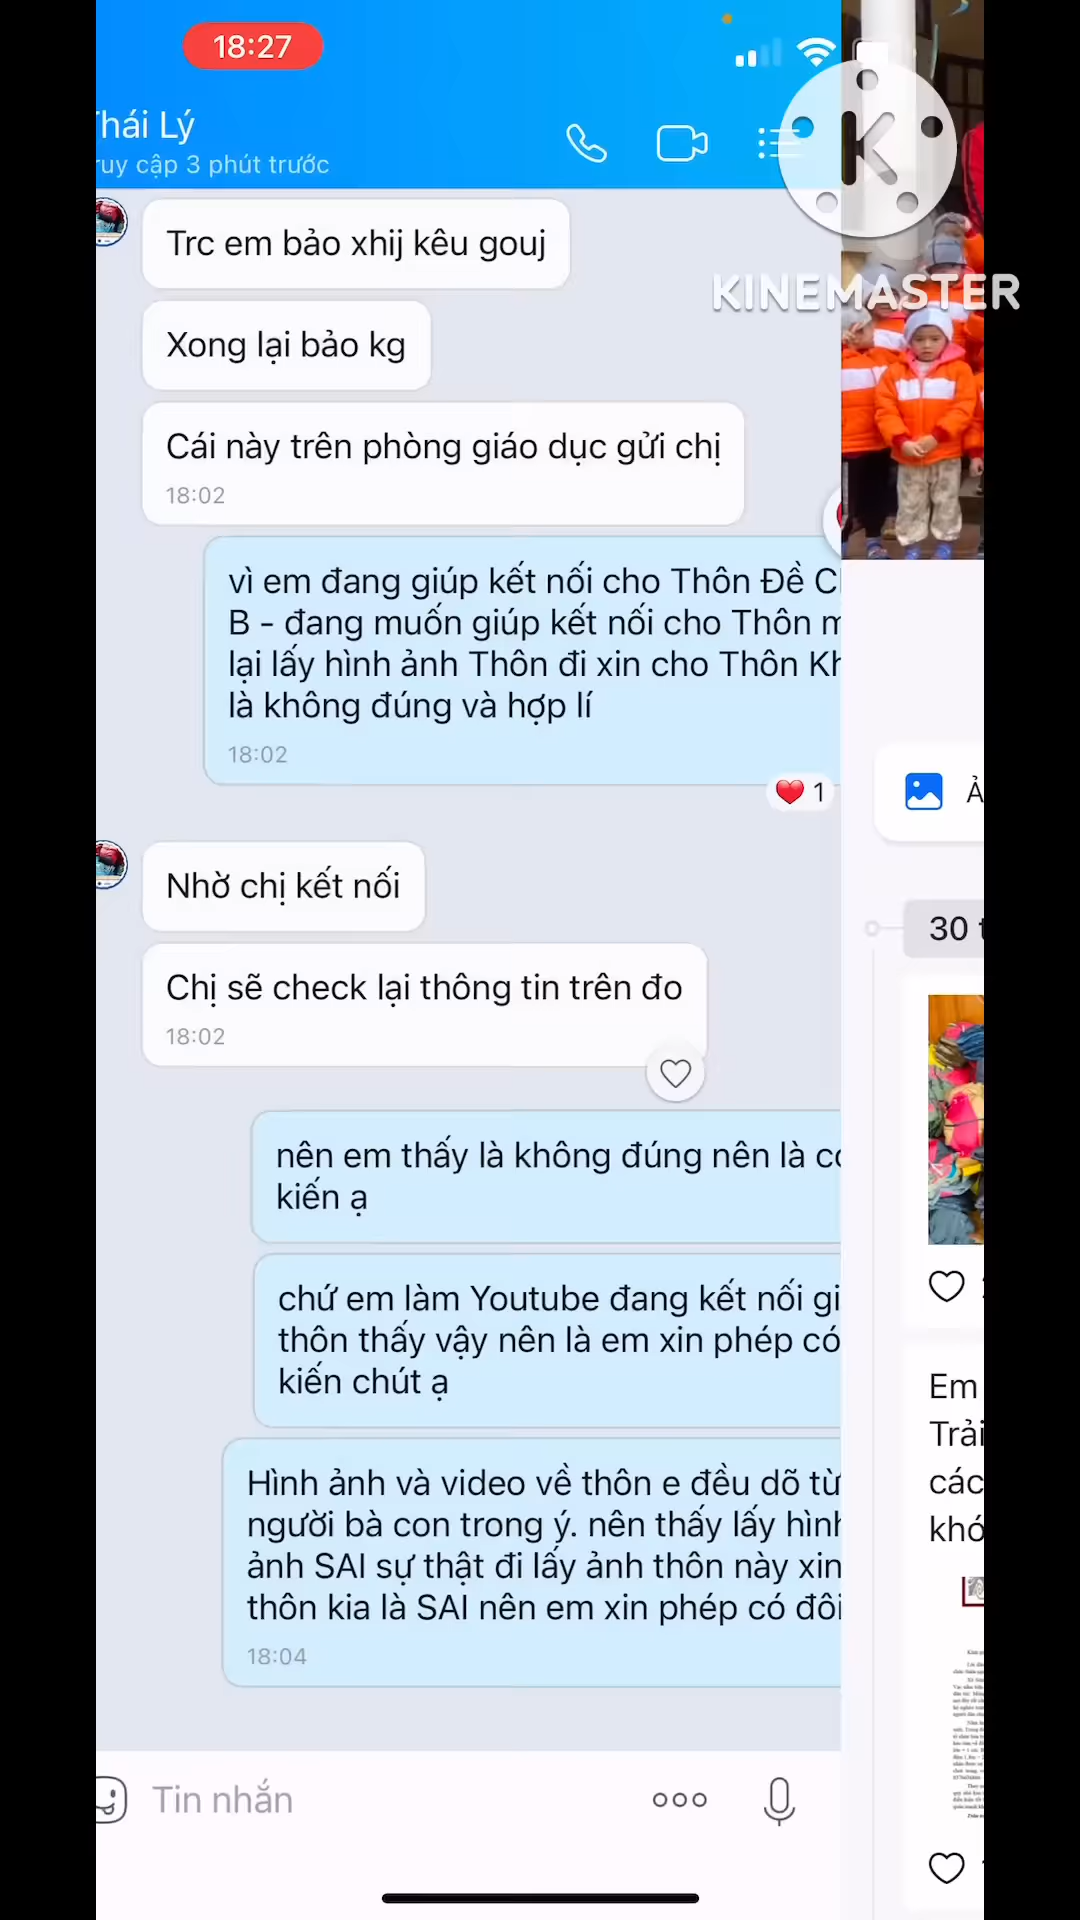 18:27
Thái Lý
ruy cập 3 phút trước
KINEMASTER
Trc em bảo xhij kêu gouj
Xong lại bảo kg
Cái này trên phòng giáo dục gửi chị
18:02
vì em đang giúp kết nối cho Thôn Đề
B - đang muốn giúp kết nối cho Thôn
lại lấy hình ảnh Thôn đi xin cho Thôn
là không đúng và hợp lí
18:02
1
Ả
Nhờ chị kết nối
30
Chị sẽ check lại thông tin trên đo
18:02
nên em thấy là không đúng nên là
kiến ạ
chứ em làm Youtube đang kết nối
thôn thấy vậy nên là em xin phép có
kiến chút ạ
Em
Trải
các
khó
Hình ảnh và video về thôn e đều dõ từ
người bà con trong ý. nên thấy lấy hình
ảnh SAI sự thật đi lấy ảnh thôn này xin
thôn kia là SAI nên em xin phép có đôi
18:04
Tin nhắn